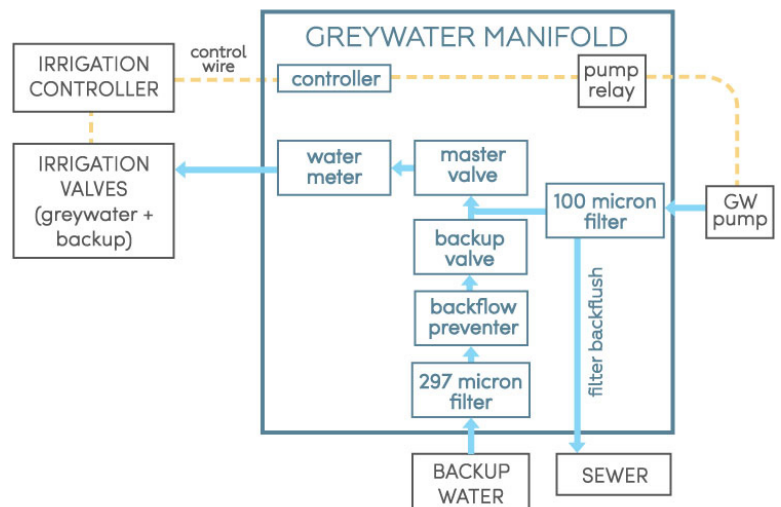 GREYWATER MANIFOLD
IRRIGATION
CONTROLLER
control
wire
controller
pump
relay
IRRIGATION
VALVES
(greywater +
backup)
water
meter
master
valve
100 micron
filter
GW
pump
backup
valve
backflow
preventer
297 micron
filter
filter backflush
BACKUP
WATER
SEWER